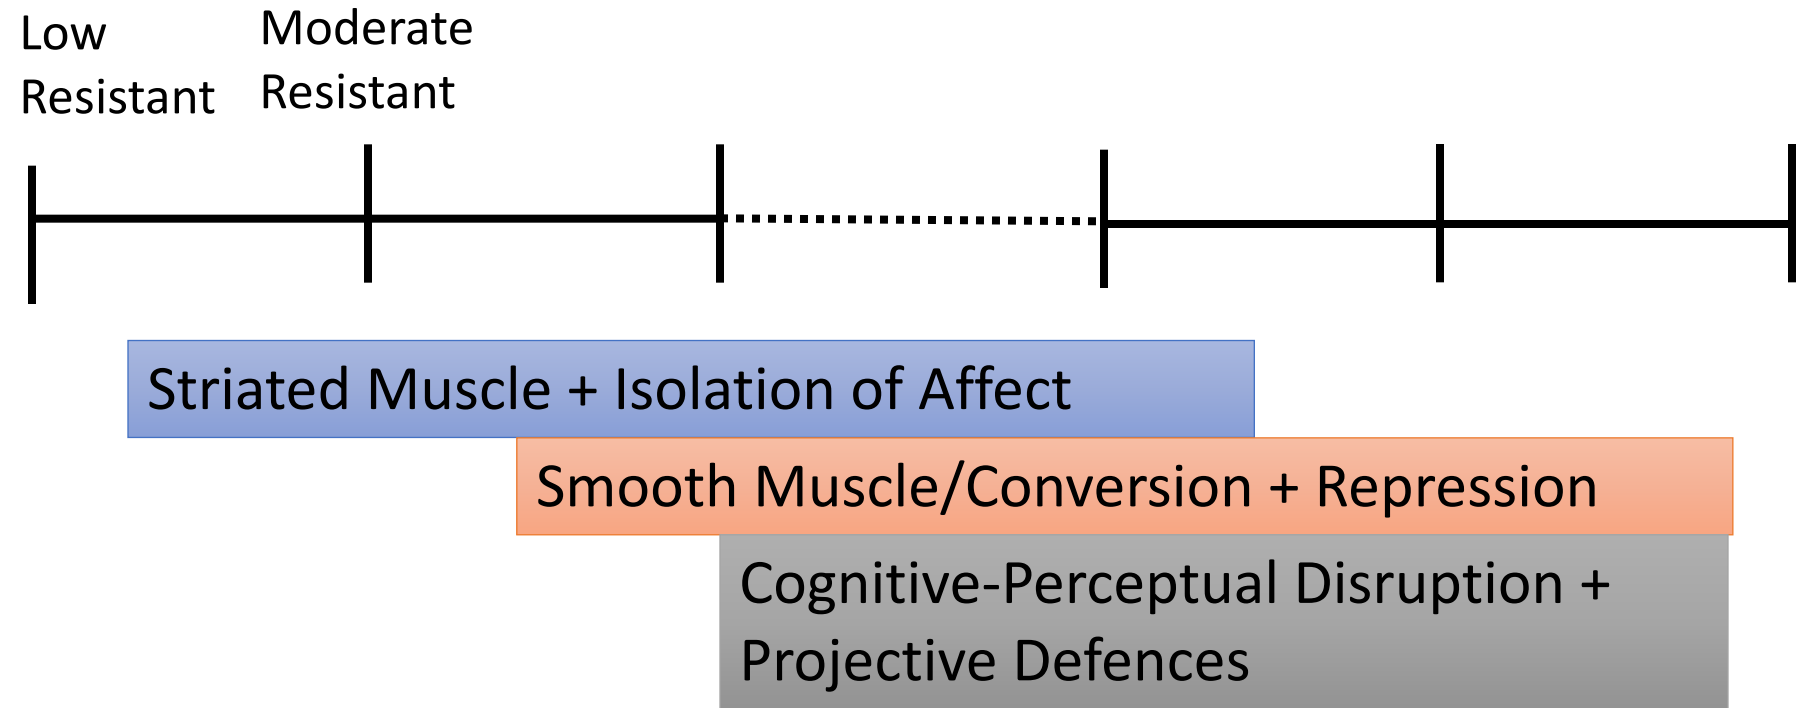 Low
Resistant
Moderate
Resistant
Striated Muscle + Isolation of Affect
Smooth Muscle/Conversion + Repression
Cognitive-Perceptual Disruption +
Projective Defences